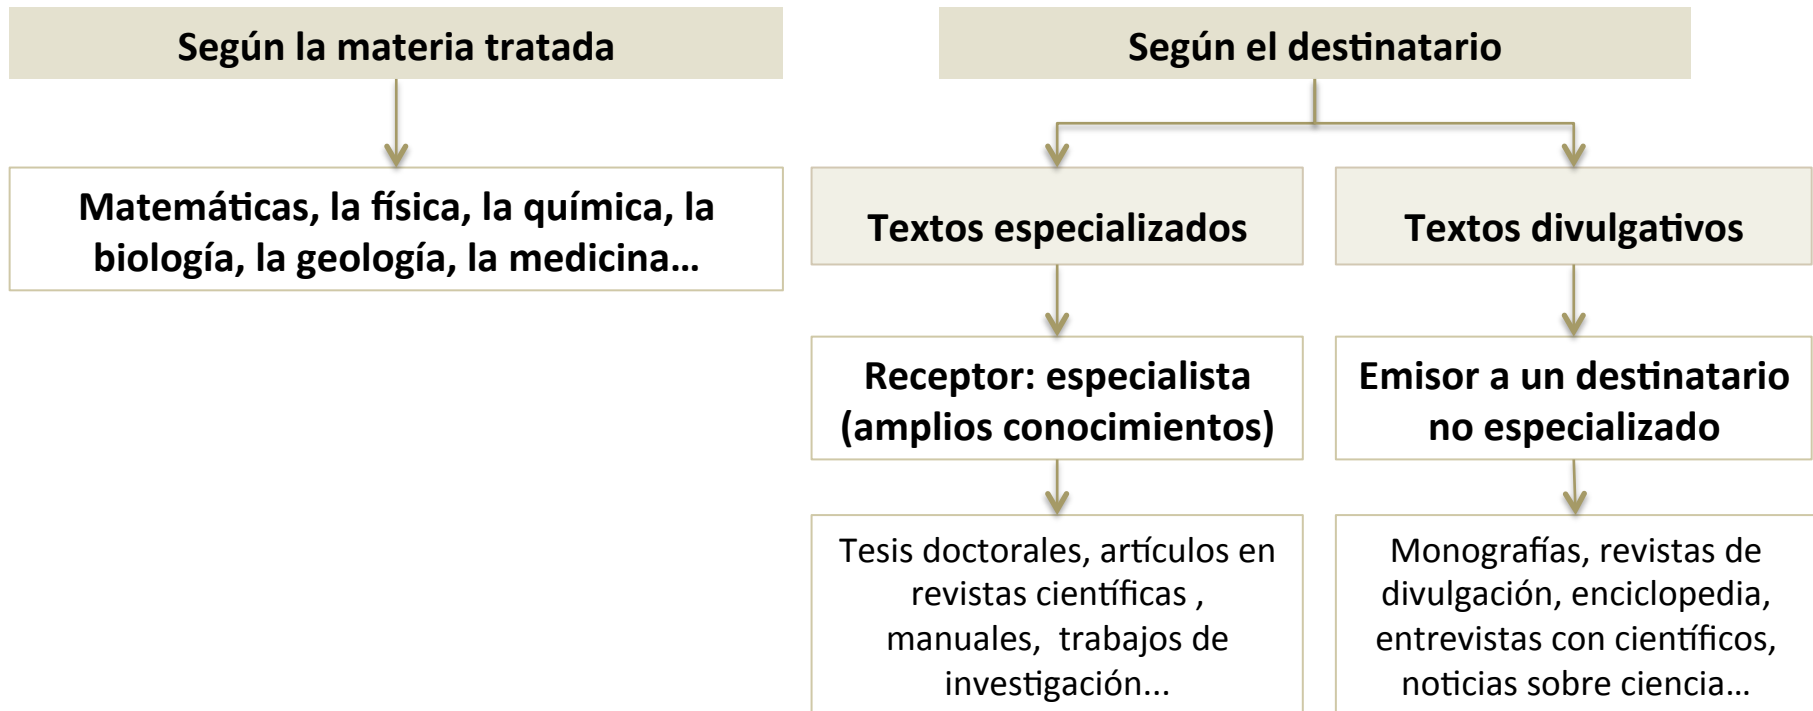 Según la materia tratada
Matemáticas, la física, la química, la
biología, la geología, la medicina…
Según el destinatario
Textos especializados
Receptor: especialista
(amplios conocimientos)
Tesis doctorales, artículos en
revistas científicas ,
manuales,  trabajos de
investigación...
Textos divulgativos
Emisor a un destinatario
no especializado
Monografías, revistas de
divulgación, enciclopedia,
entrevistas con científicos,
noticias sobre ciencia…